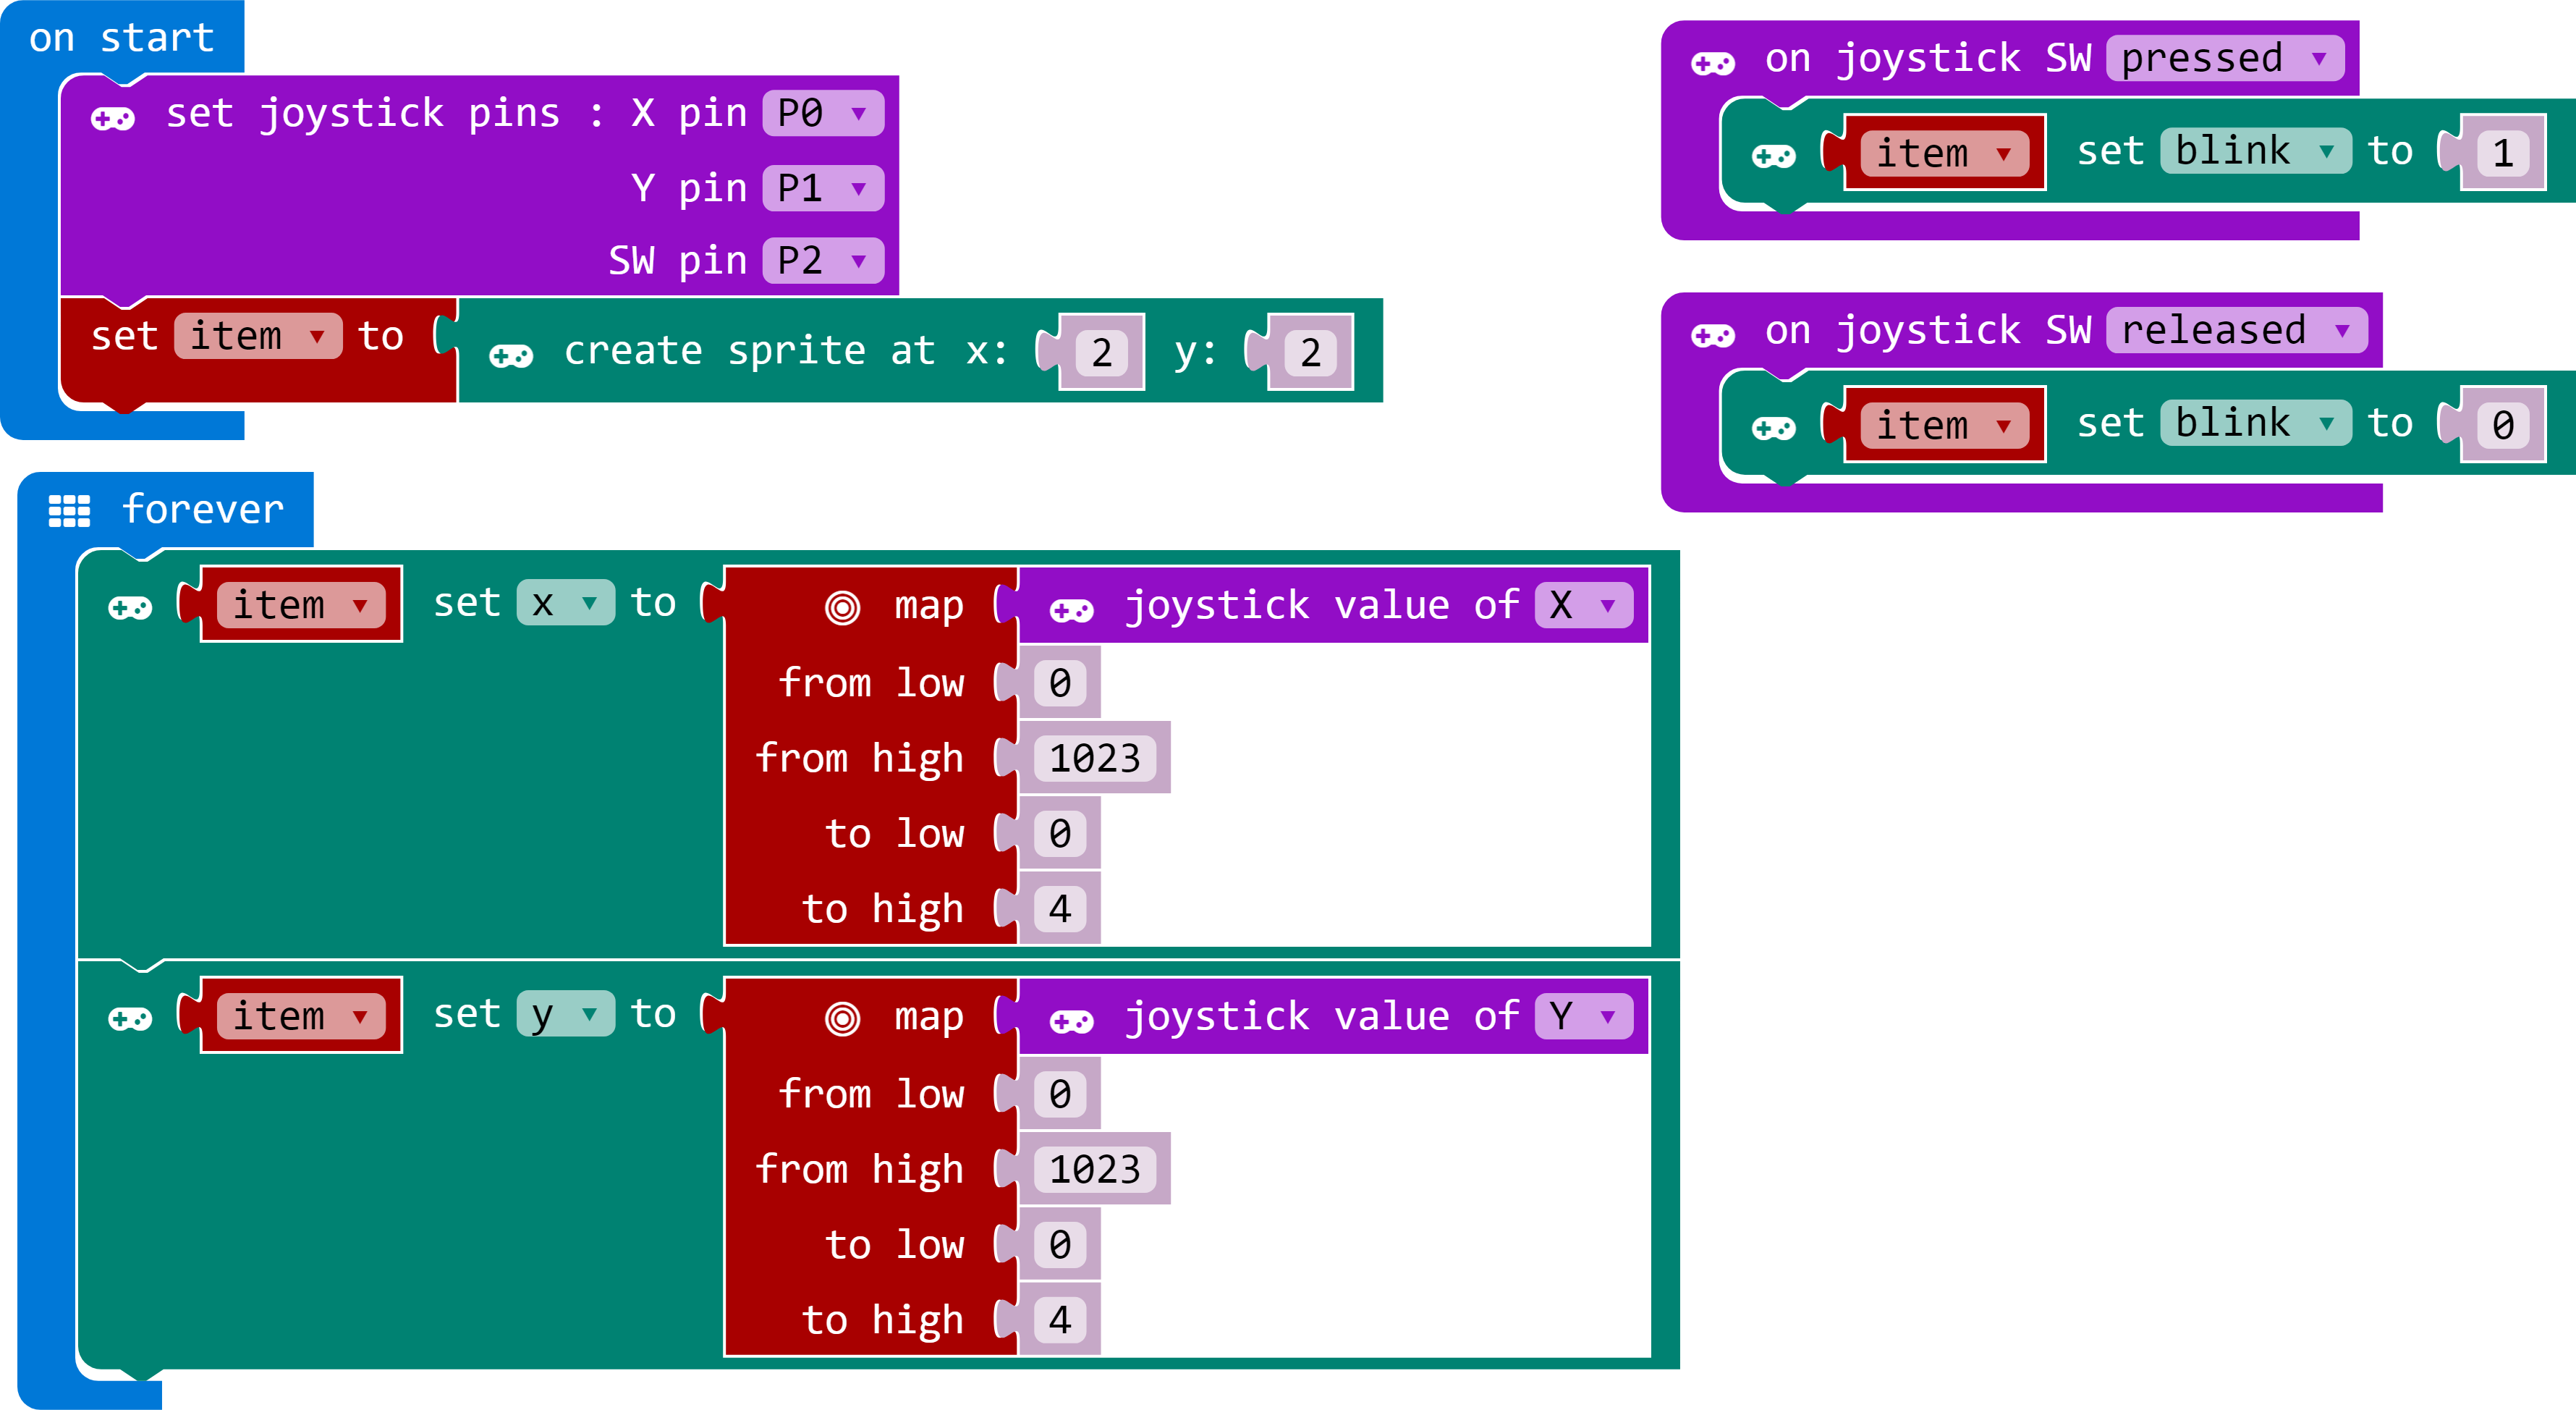 on start
set joystick pins : X pin P0
Y pin P1
SW pin P2
set item to create sprite at x: 2 y: 2
on joystick SW pressed
item set blink to 1
on joystick SW released
item set blink to 0
forever
item set x to map joystick value of X
from low 0
from high 1023
to low 0
to high 4
item set y to map joystick value of Y
from low 0
from high 1023
to low 0
to high 4